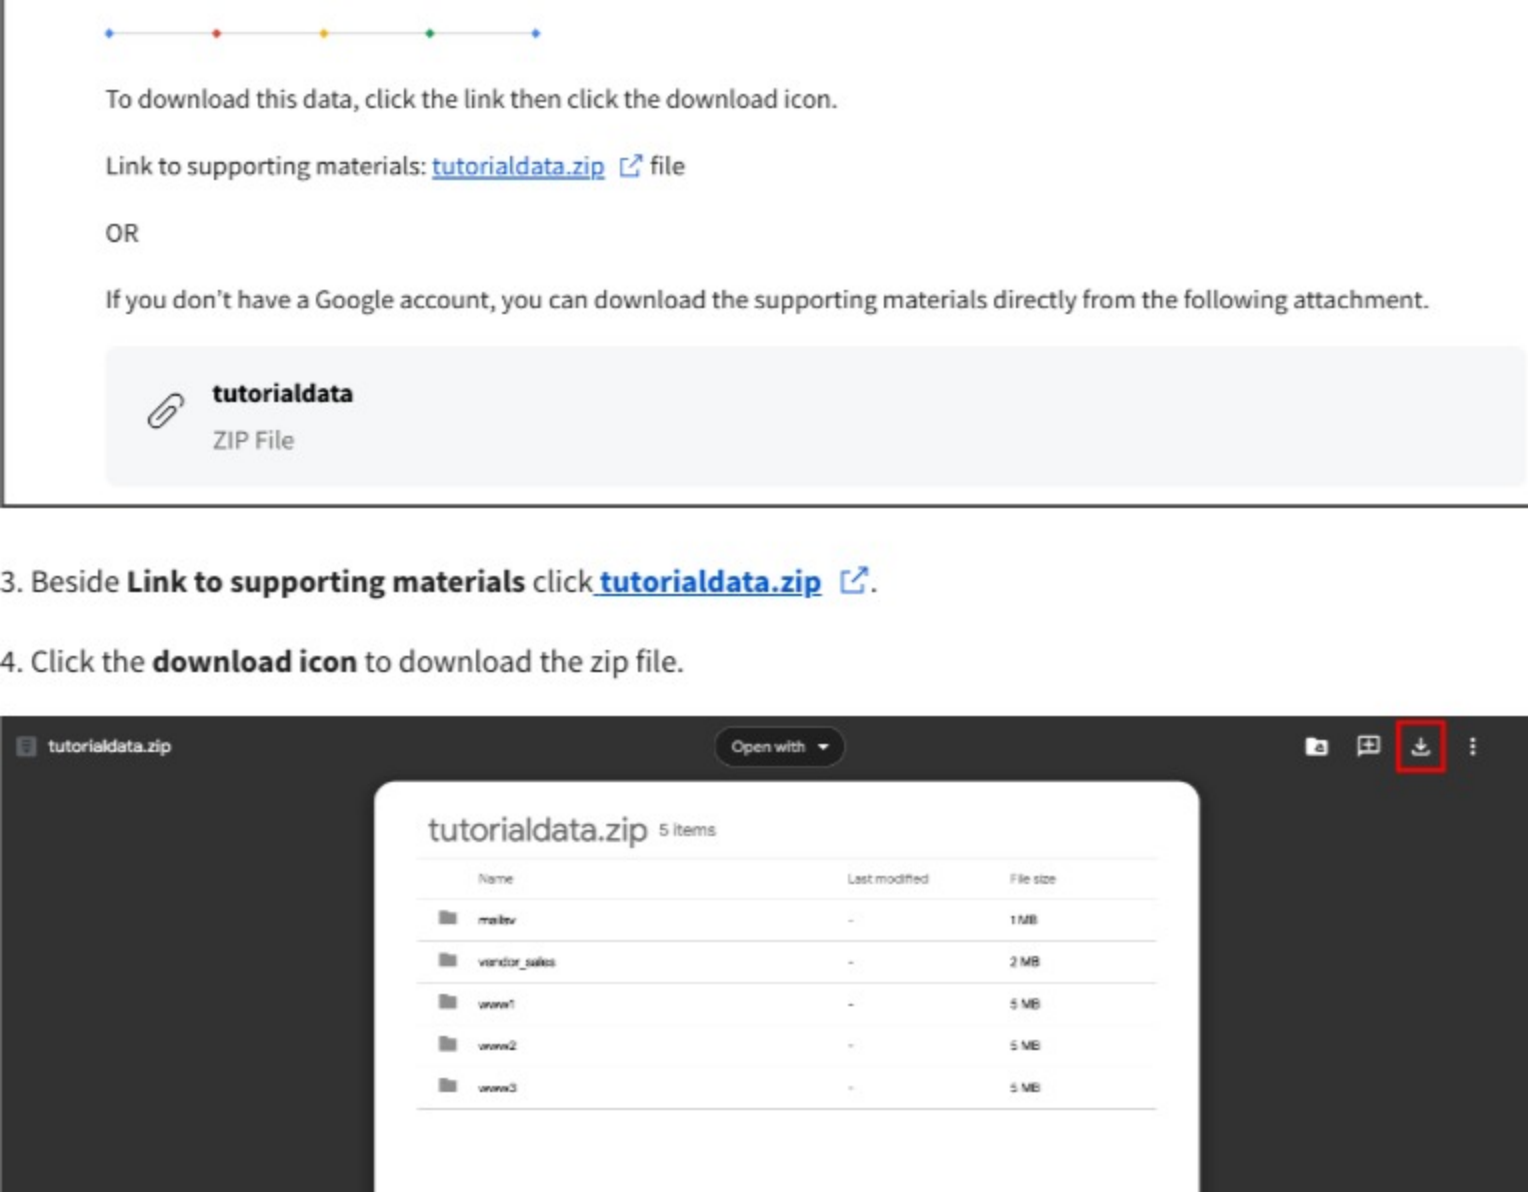 To download this data, click the link then click the download icon.
Link to supporting materials: tutorialdata.zip file
OR
If you don't have a Google account, you can download the supporting materials directly from the following attachment.
tutorialdata
ZIP File
3. Beside Link to supporting materials click tutorialdata.zip .
4. Click the download icon to download the zip file.
tutorialdata.zip
Open with
tutorialdata.zip 5 items
Name Last modified File size
mailsv - 1 MB
vendor_sales - 2 MB
www1 - 5 MB
www2 - 5 MB
www3 - 5 MB